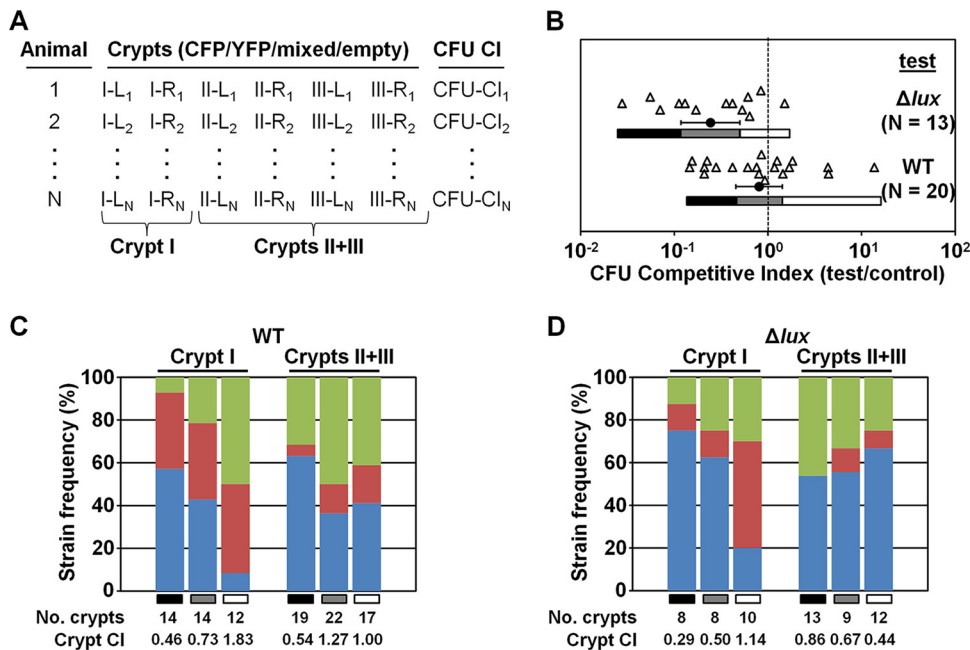 A
Animal Crypts (CFP/YFP/mixed/empty) CFU CI
1 I-L1 I-R1 II-L1 II-R1 III-L1 III-R1 CFU-CI1
2 I-L2 I-R2 II-L2 II-R2 III-L2 III-R2 CFU-CI2
: : : : : : : :
N I-LN I-RN II-LN II-RN III-LN III-RN CFU-CIN
Crypt I Crypts II+III
B
test
Δlux
(N = 13)
WT
(N = 20)
10-2 10-1 100 101 102
CFU Competitive Index (test/control)
C
WT
Crypt I Crypts II+III
Strain frequency (%)
100
80
60
40
20
0
No. crypts 14 14 12 19 22 17
Crypt CI 0.46 0.73 1.83 0.54 1.27 1.00
D
Δlux
Crypt I Crypts II+III
Strain frequency (%)
100
80
60
40
20
0
No. crypts 8 8 10 13 9 12
Crypt CI 0.29 0.50 1.14 0.86 0.67 0.44